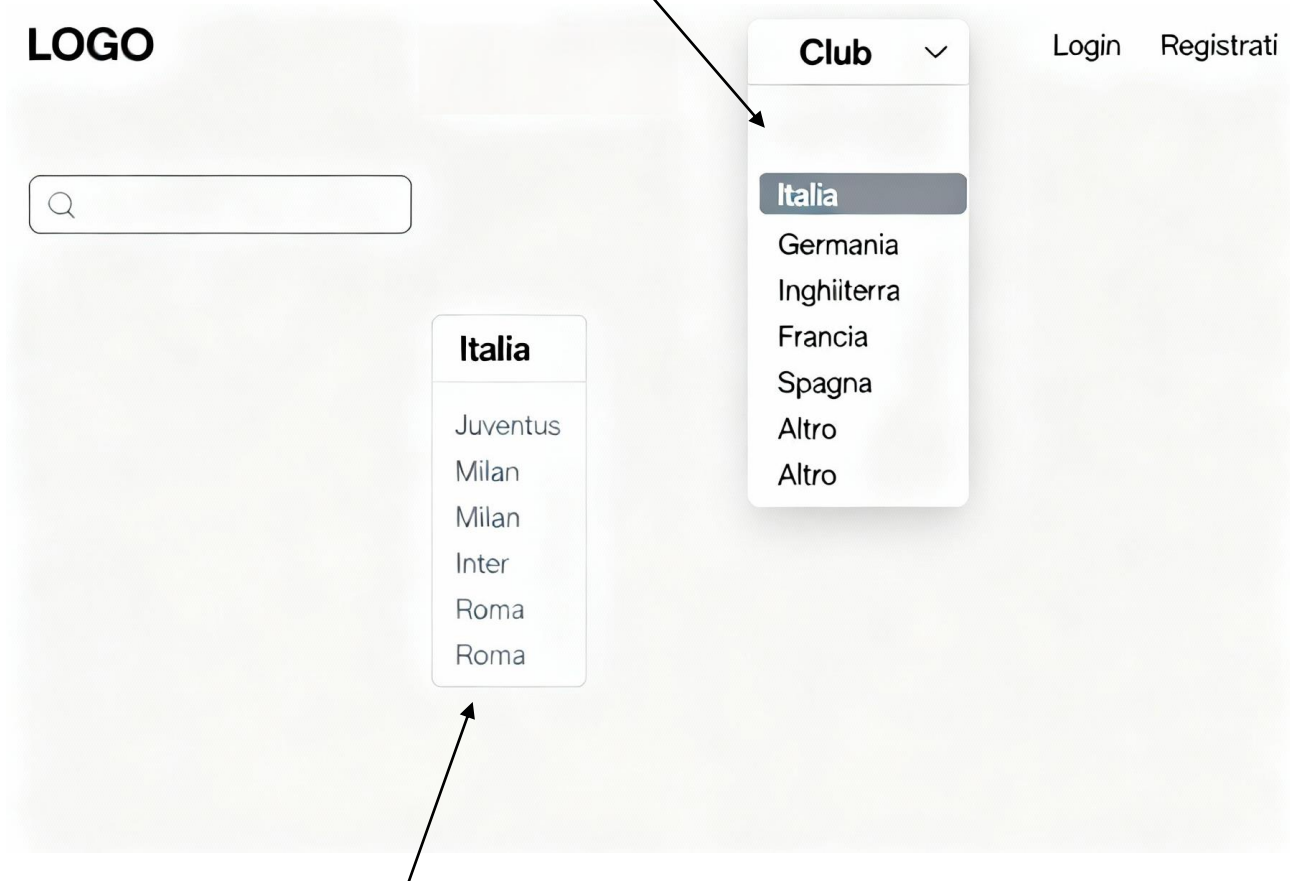 LOGO
Club
Login
Registrati
Italia
Germania
Inghiiterra
Francia
Spagna
Altro
Altro
Italia
Juventus
Milan
Milan
Inter
Roma
Roma